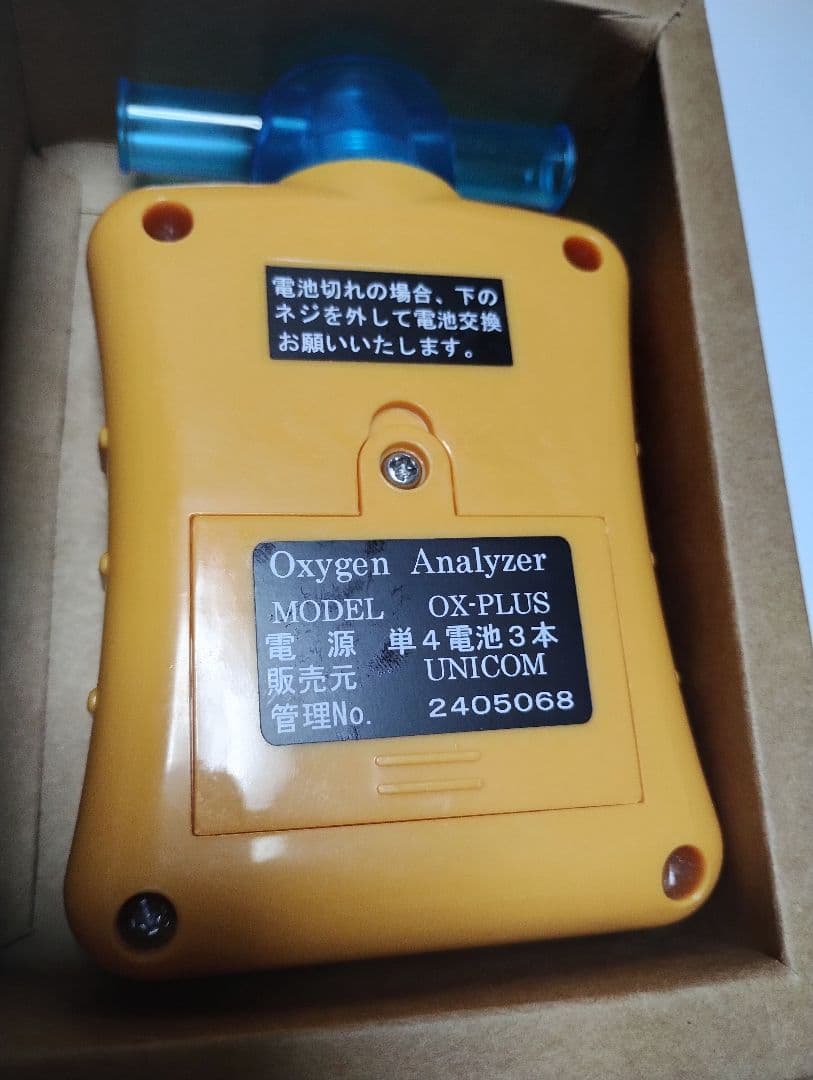 電池切れの場合、下の
ネジを外して電池交換
お願いいたします。
Oxygen Analyzer
MODEL OX-PLUS
電源 単４電池３本
販売元 UNICOM
管理No. 2405068